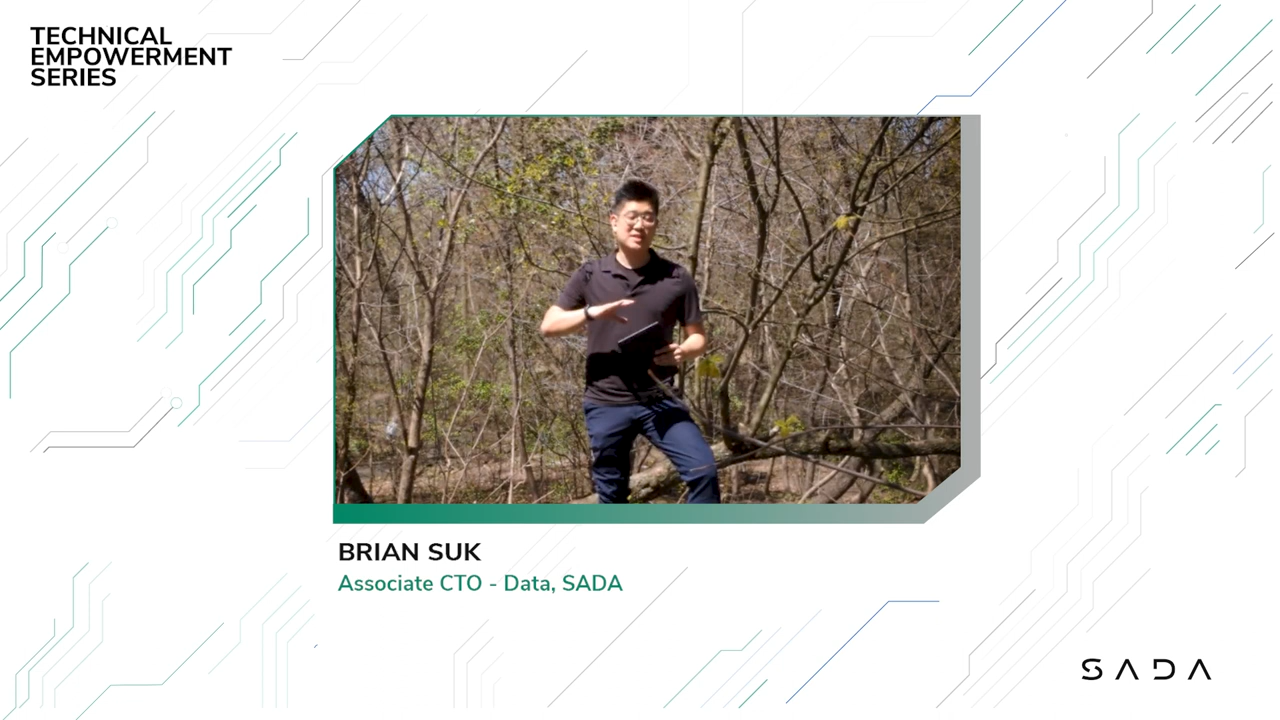 TECHNICAL
EMPOWERMENT
SERIES
BRIAN SUK
Associate CTO - Data, SADA
SADA